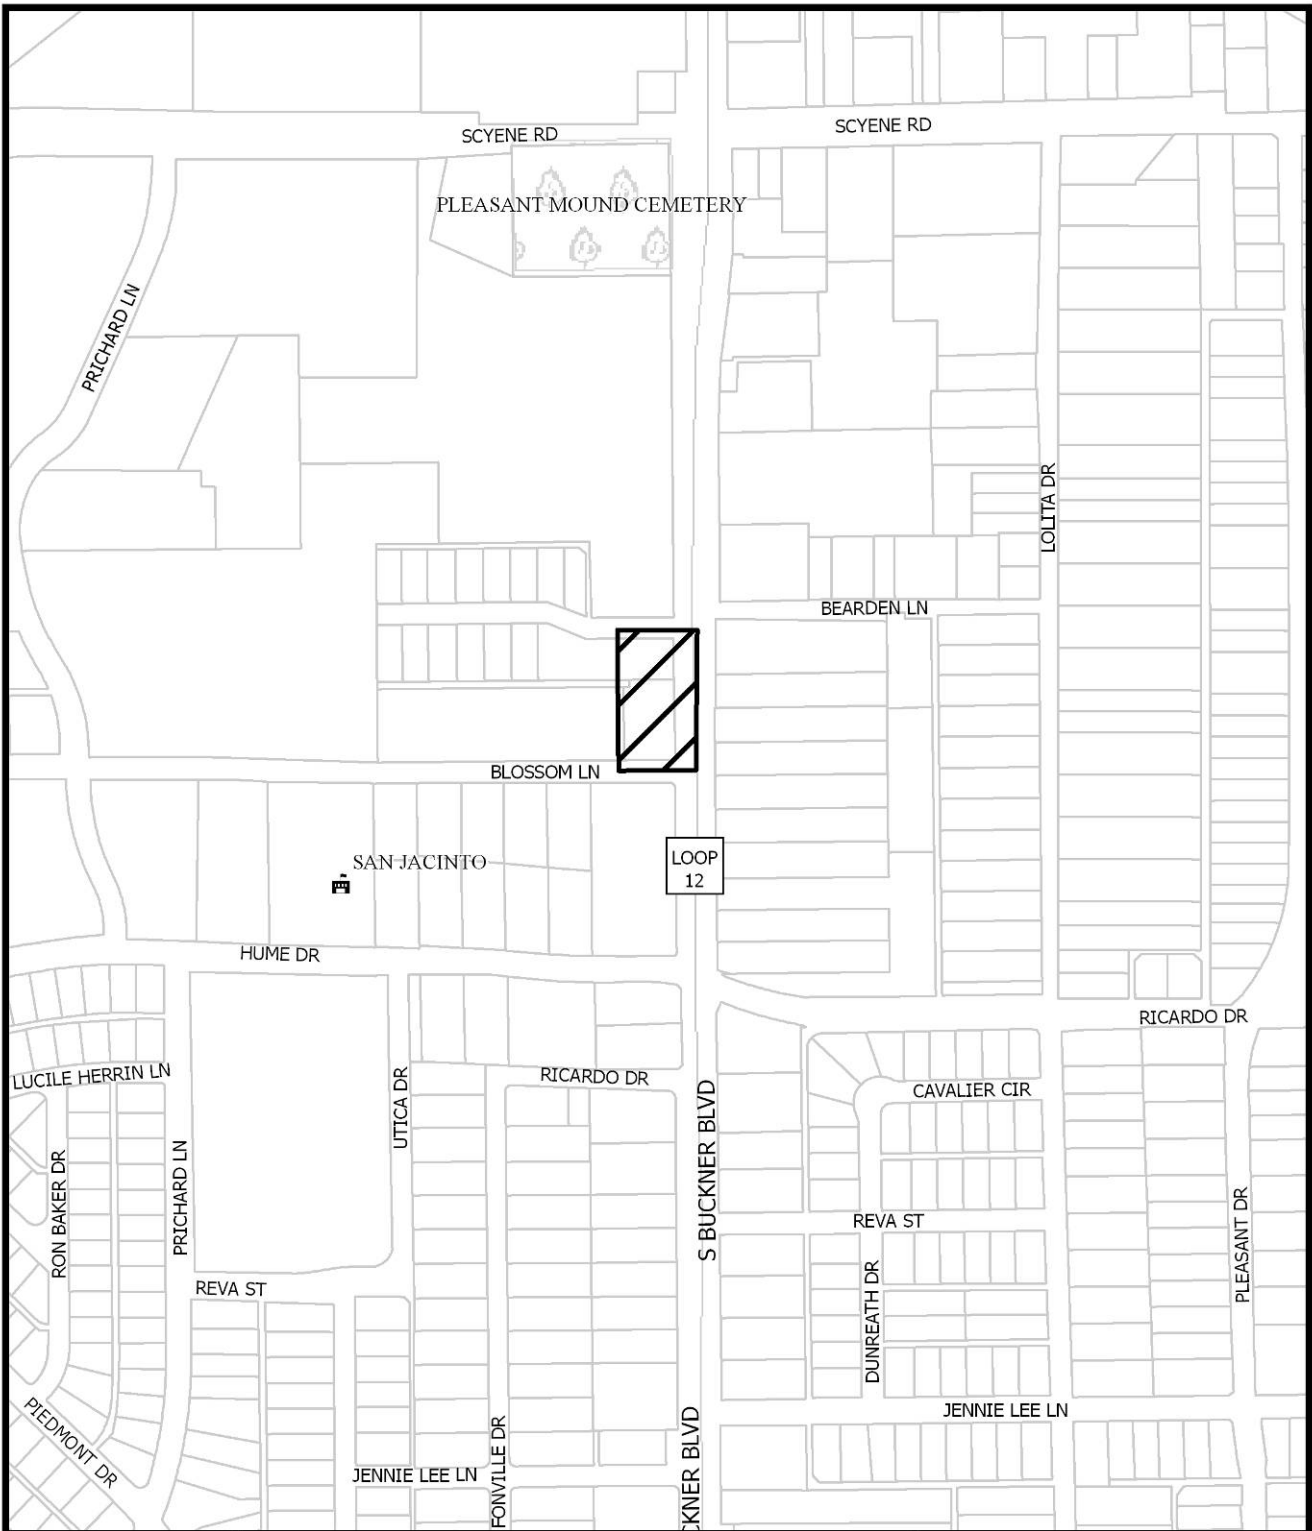 SCYENE RD
SCYENE RD
PLEASANT MOUND CEMETERY
PRICHARD LN
LOLITA DR
BEARDEN LN
BLOSSOM LN
SAN JACINTO
LOOP
12
HUME DR
RICARDO DR
LUCILE HERRIN LN
UTICA DR
RICARDO DR
CAVALIER CIR
S BUCKNER BLVD
RON BAKER DR
PRICHARD LN
REVA ST
PLEASANT DR
REVA ST
DUNREATH DR
PIEDMONT DR
JENNIE LEE LN
JENNIE LEE LN
FONVILLE DR
CKNER BLVD